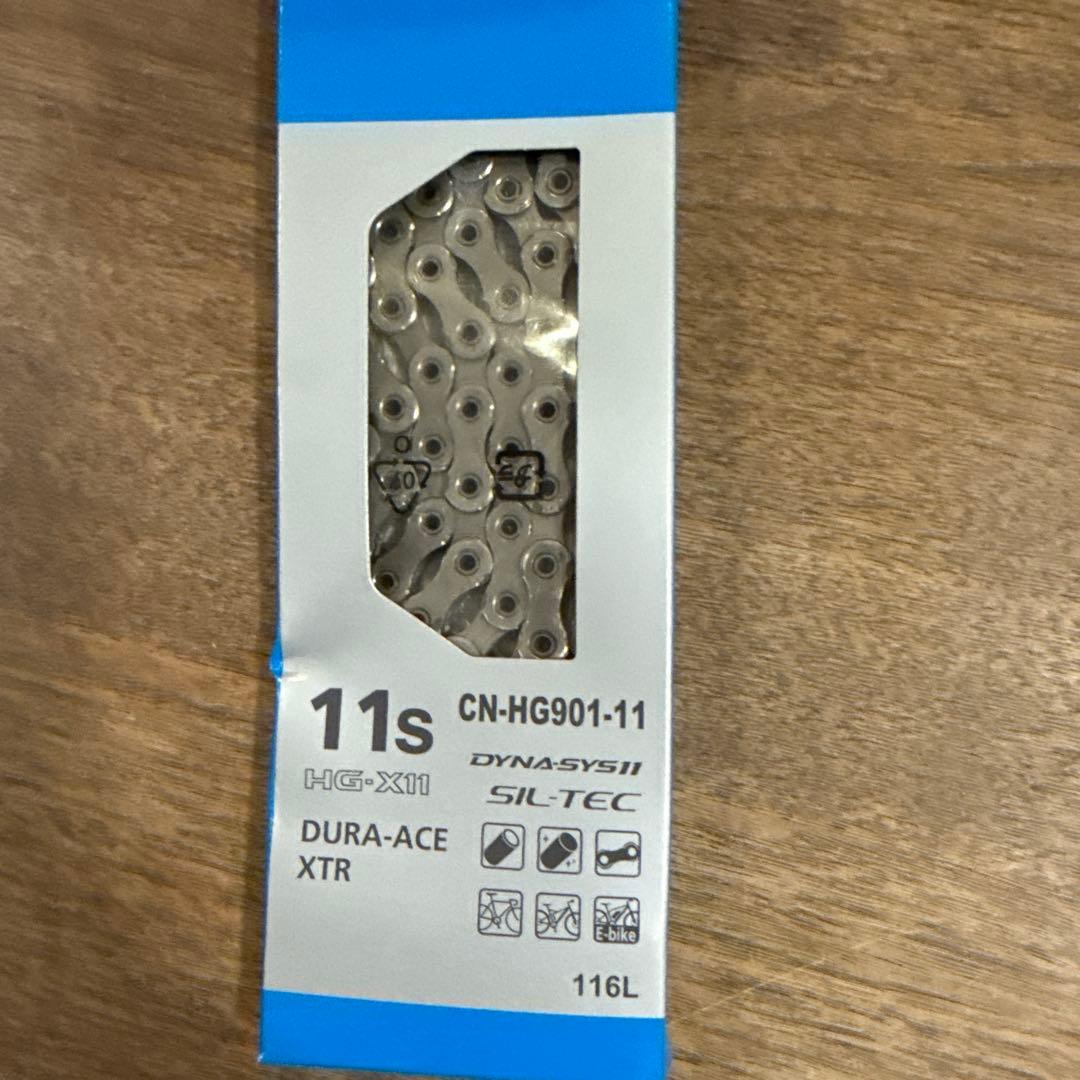 11s
CN-HG901-11
HG-X11
DYNA-SYS11
SIL-TEC
DURA-ACE
XTR
E-bike
116L